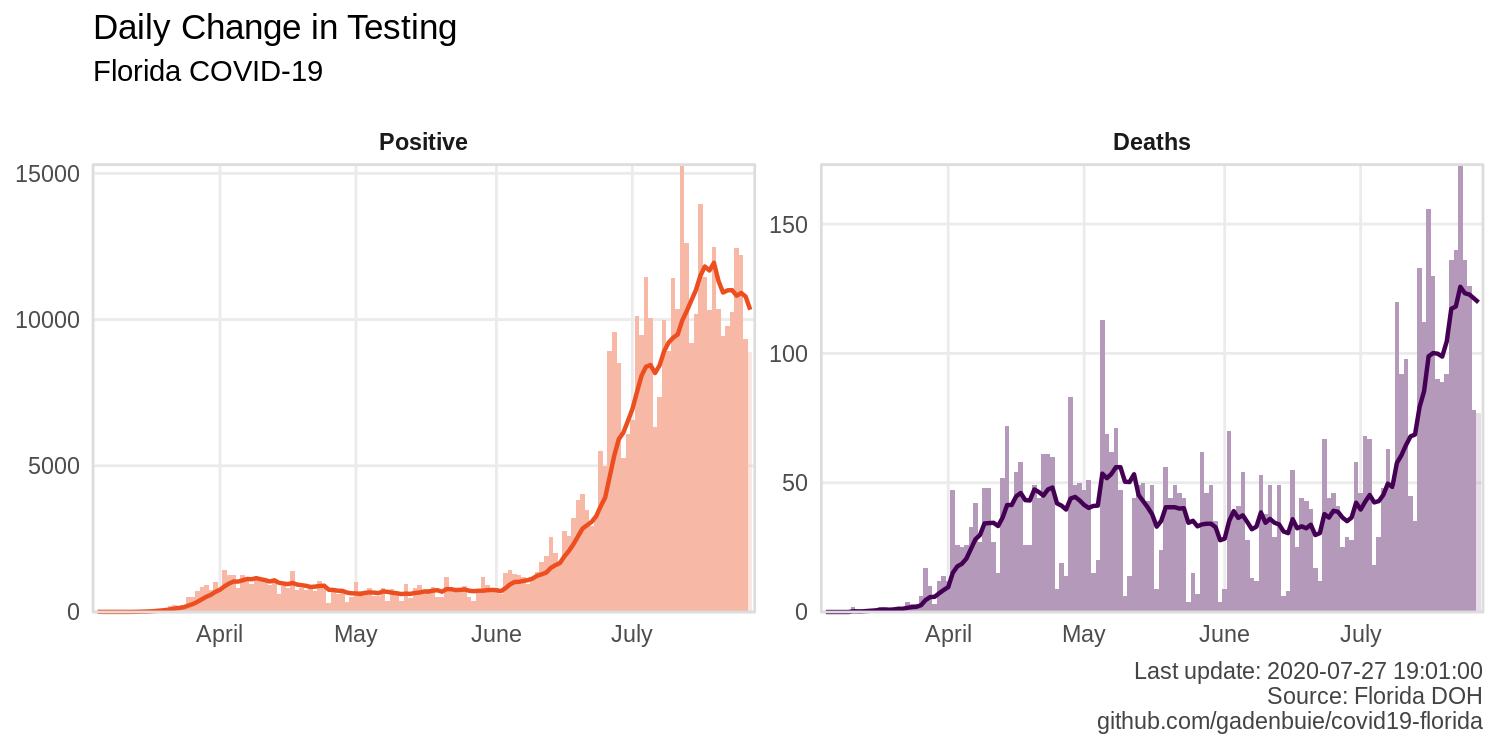 Daily Change in Testing
Florida COVID-19
Positive
Deaths
15000
10000
5000
0
April May June July
150
100
50
0
April May June July
Last update: 2020-07-27 19:01:00
Source: Florida DOH
github.com/gadenbuie/covid19-florida